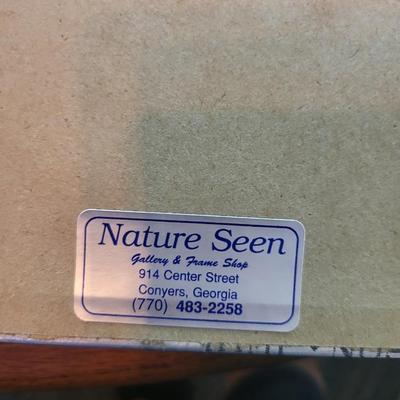 Nature Seen
Gallery & Frame Shop
914 Center Street
Conyers, Georgia
(770) 483-2258